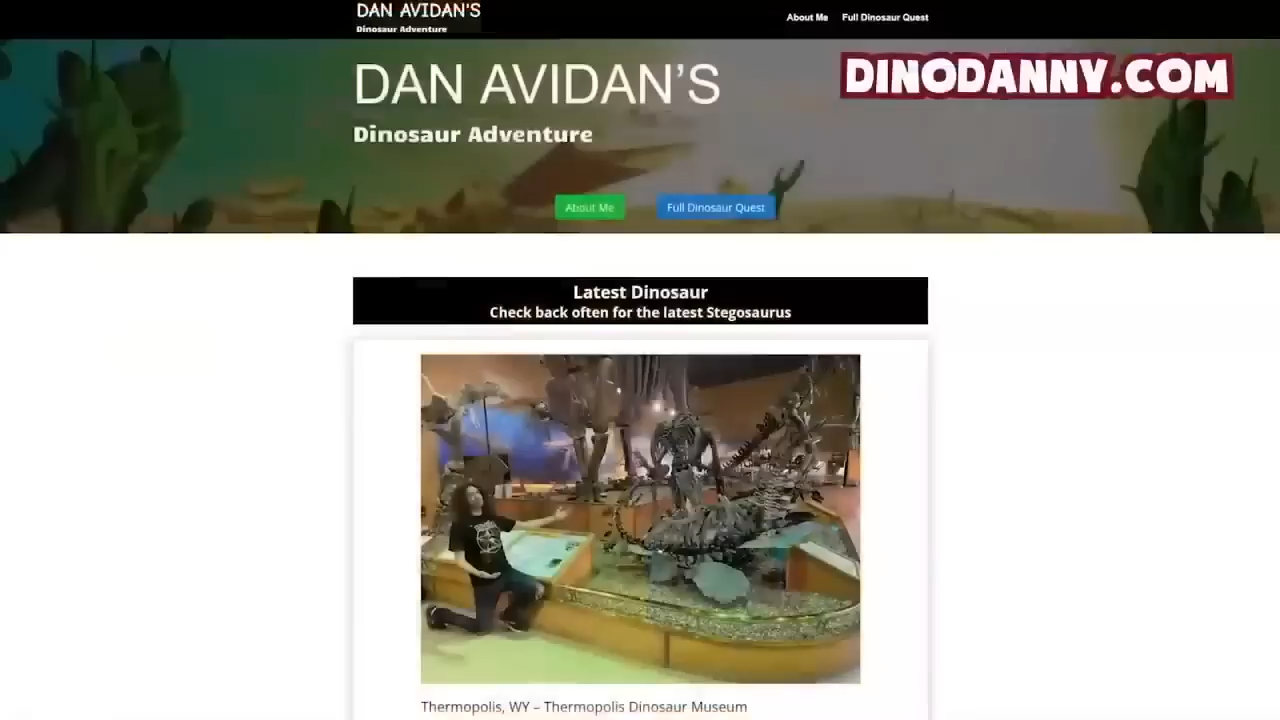 DAN AVIDAN'S
Dinosaur Adventure
About Me
Full Dinosaur Quest
DAN AVIDAN’S
Dinosaur Adventure
DINODANNY.COM
About Me
Full Dinosaur Quest
Latest Dinosaur
Check back often for the latest Stegosaurus
Thermopolis, WY – Thermopolis Dinosaur Museum